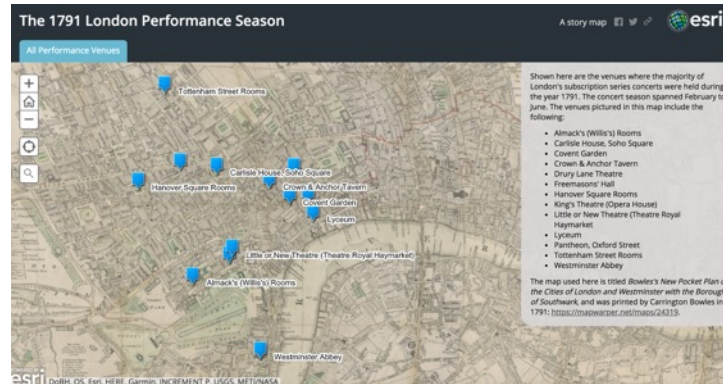 The 1791 London Performance Season
A story map
esri
All Performance Venues
Tottenham Street Rooms
Carlisle House, Soho Square
Hanover Square Rooms
Crown & Anchor Tavern
Covent Garden
Lyceum
Little or New Theatre (Theatre Royal Haymarket)
Almack's (Willis's) Rooms
Westminster Abbey
Shown here are the venues where the majority of
London's subscription series concerts were held during
the year 1791. The concert season spanned February to
June. The venues pictured in this map include the
following:
• Almack's (Willis's) Rooms
• Carlisle House, Soho Square
• Covent Garden
• Crown & Anchor Tavern
• Drury Lane Theatre
• Freemasons' Hall
• Hanover Square Rooms
• King's Theatre (Opera House)
• Little or New Theatre (Theatre Royal
Haymarket
• Lyceum
• Pantheon, Oxford Street
• Tottenham Street Rooms
• Westminster Abbey
The map used here is titled Bowles's New Pocket Plan o
the Cities of London and Westminster with the Boroug
of Southwark, and was printed by Carrington Bowles in
1791: https://mapwarper.net/maps/24319.
POWERED BY
esri
DoRH, OS, Esri, HERE, Garmin, INCREMENT P, USGS, METI/NASA